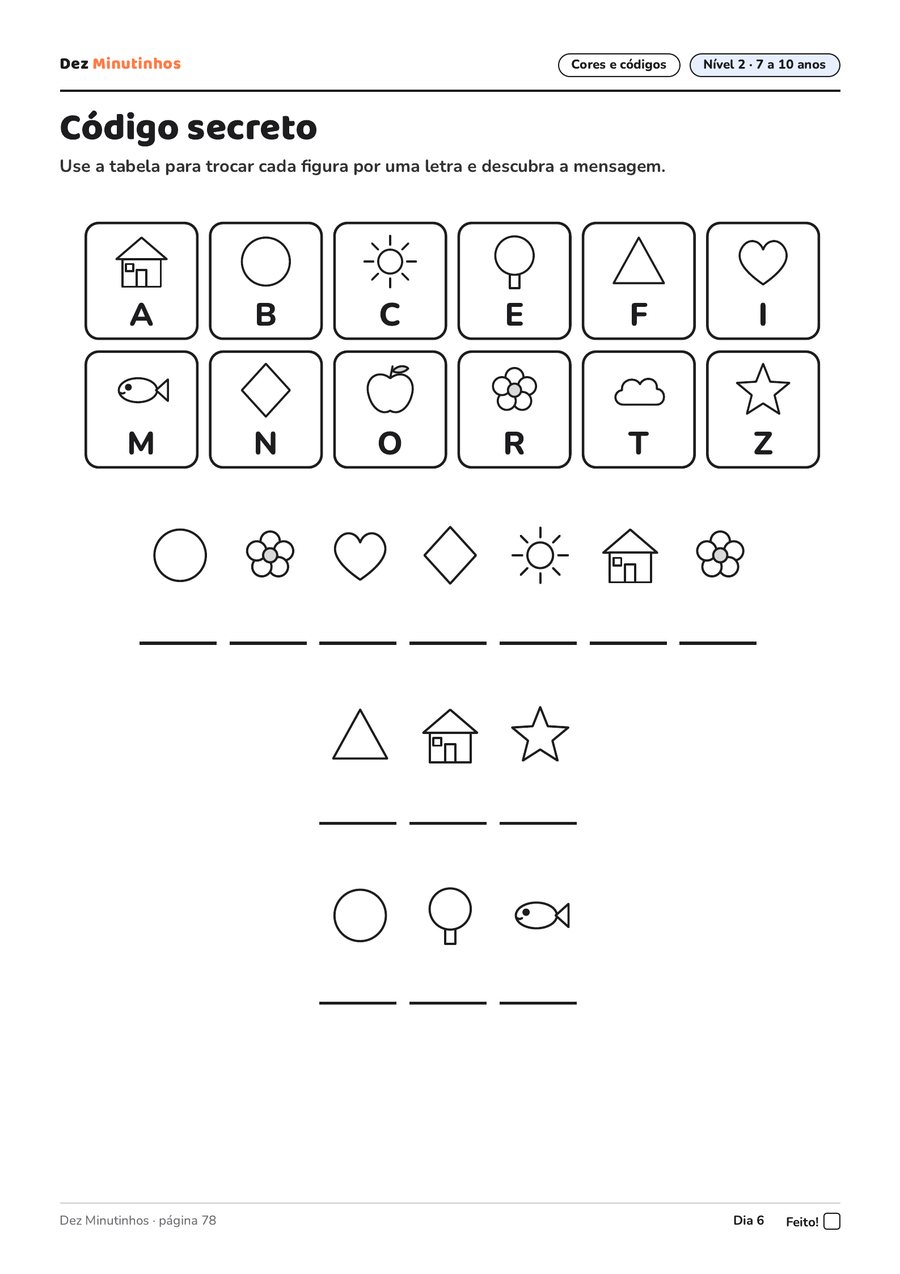 Dez Minutinhos
Cores e códigos
Nível 2 · 7 a 10 anos
Código secreto
Use a tabela para trocar cada figura por uma letra e descubra a mensagem.
A B C E F I
M N O R T Z
Dez Minutinhos · página 78
Dia 6
Feito!